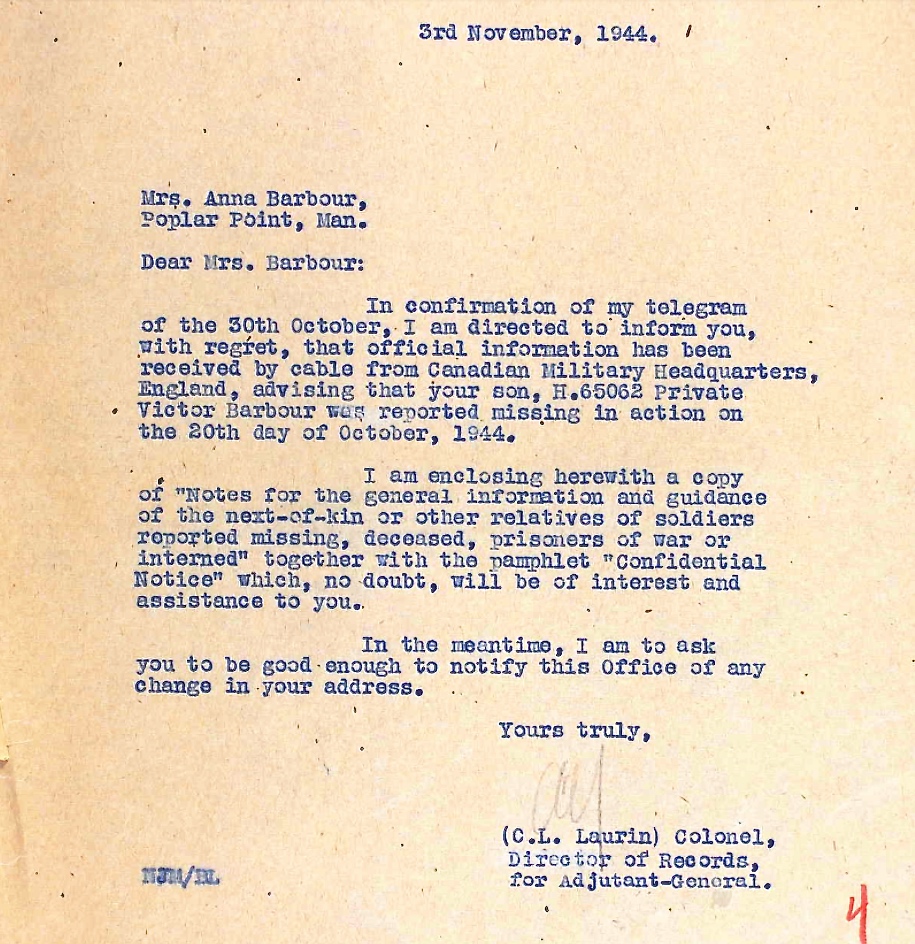 3rd November, 1944.
Mrs. Anna Barbour,
Poplar Point, Man.
Dear Mrs. Barbour:
In confirmation of my telegram
of the 30th October, I am directed to inform you,
with regret, that official information has been
received by cable from Canadian Military Headquarters,
England, advising that your son, H.65062 Private
Victor Barbour was reported missing in action on
the 20th day of October, 1944.
I am enclosing herewith a copy
of "Notes for the general information and guidance
of the next-of-kin or other relatives of soldiers
reported missing, deceased, prisoners of war or
interned" together with the pamphlet "Confidential
Notice" which, no doubt, will be of interest and
assistance to you.
In the meantime, I am to ask
you to be good enough to notify this Office of any
change in your address.
Yours truly,
(C.L. Laurin) Colonel,
Director of Records,
for Adjutant-General.
4